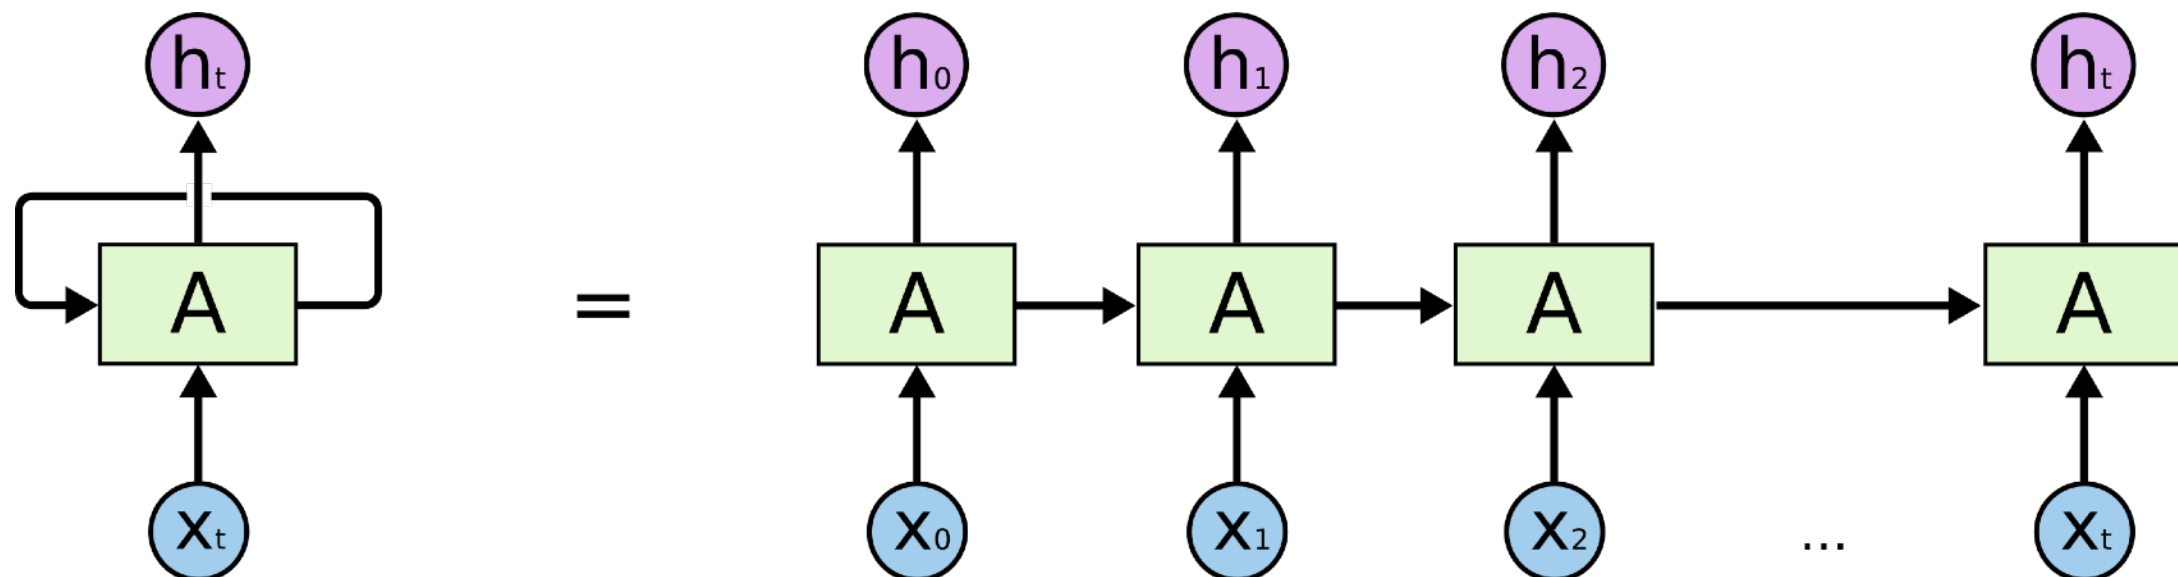 hₜ h₀ h₁ h₂ hₜ
A = A A A A
xₜ x₀ x₁ x₂ ... xₜ